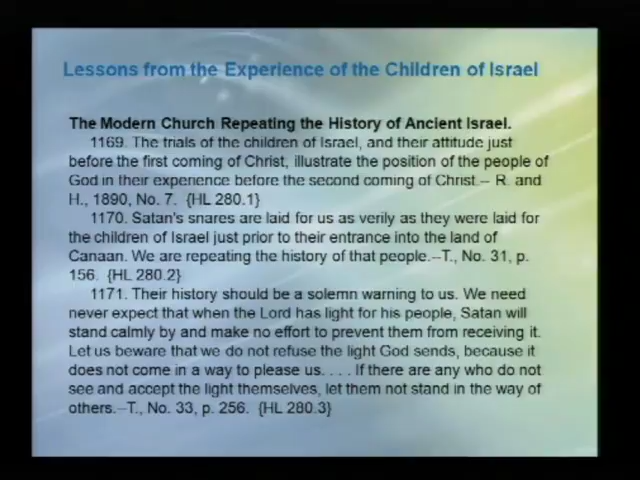 Lessons from the Experience of the Children of Israel
The Modern Church Repeating the History of Ancient Israel.
1169. The trials of the children of Israel, and their attitude just
before the first coming of Christ, illustrate the position of the people of
God in their experience before the second coming of Christ.-- R. and
H., 1890, No. 7. {HL 280.1}
1170. Satan's snares are laid for us as verily as they were laid for
the children of Israel just prior to their entrance into the land of
Canaan. We are repeating the history of that people.--T., No. 31, p.
156. {HL 280.2}
1171. Their history should be a solemn warning to us. We need
never expect that when the Lord has light for his people, Satan will
stand calmly by and make no effort to prevent them from receiving it.
Let us beware that we do not refuse the light God sends, because it
does not come in a way to please us. . . . If there are any who do not
see and accept the light themselves, let them not stand in the way of
others.--T., No. 33, p. 256. {HL 280.3}